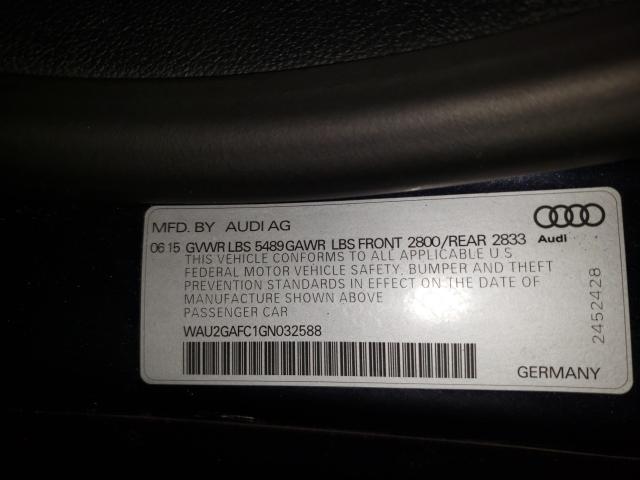 MFD. BY AUDI AG
06 15 GVWR LBS 5489 GAWR LBS FRONT 2800/REAR 2833
Audi
THIS VEHICLE CONFORMS TO ALL APPLICABLE U.S
FEDERAL MOTOR VEHICLE SAFETY, BUMPER AND THEFT
PREVENTION STANDARDS IN EFFECT ON THE DATE OF
MANUFACTURE SHOWN ABOVE
PASSENGER CAR
WAU2GAFC1GN032588
GERMANY
2452428